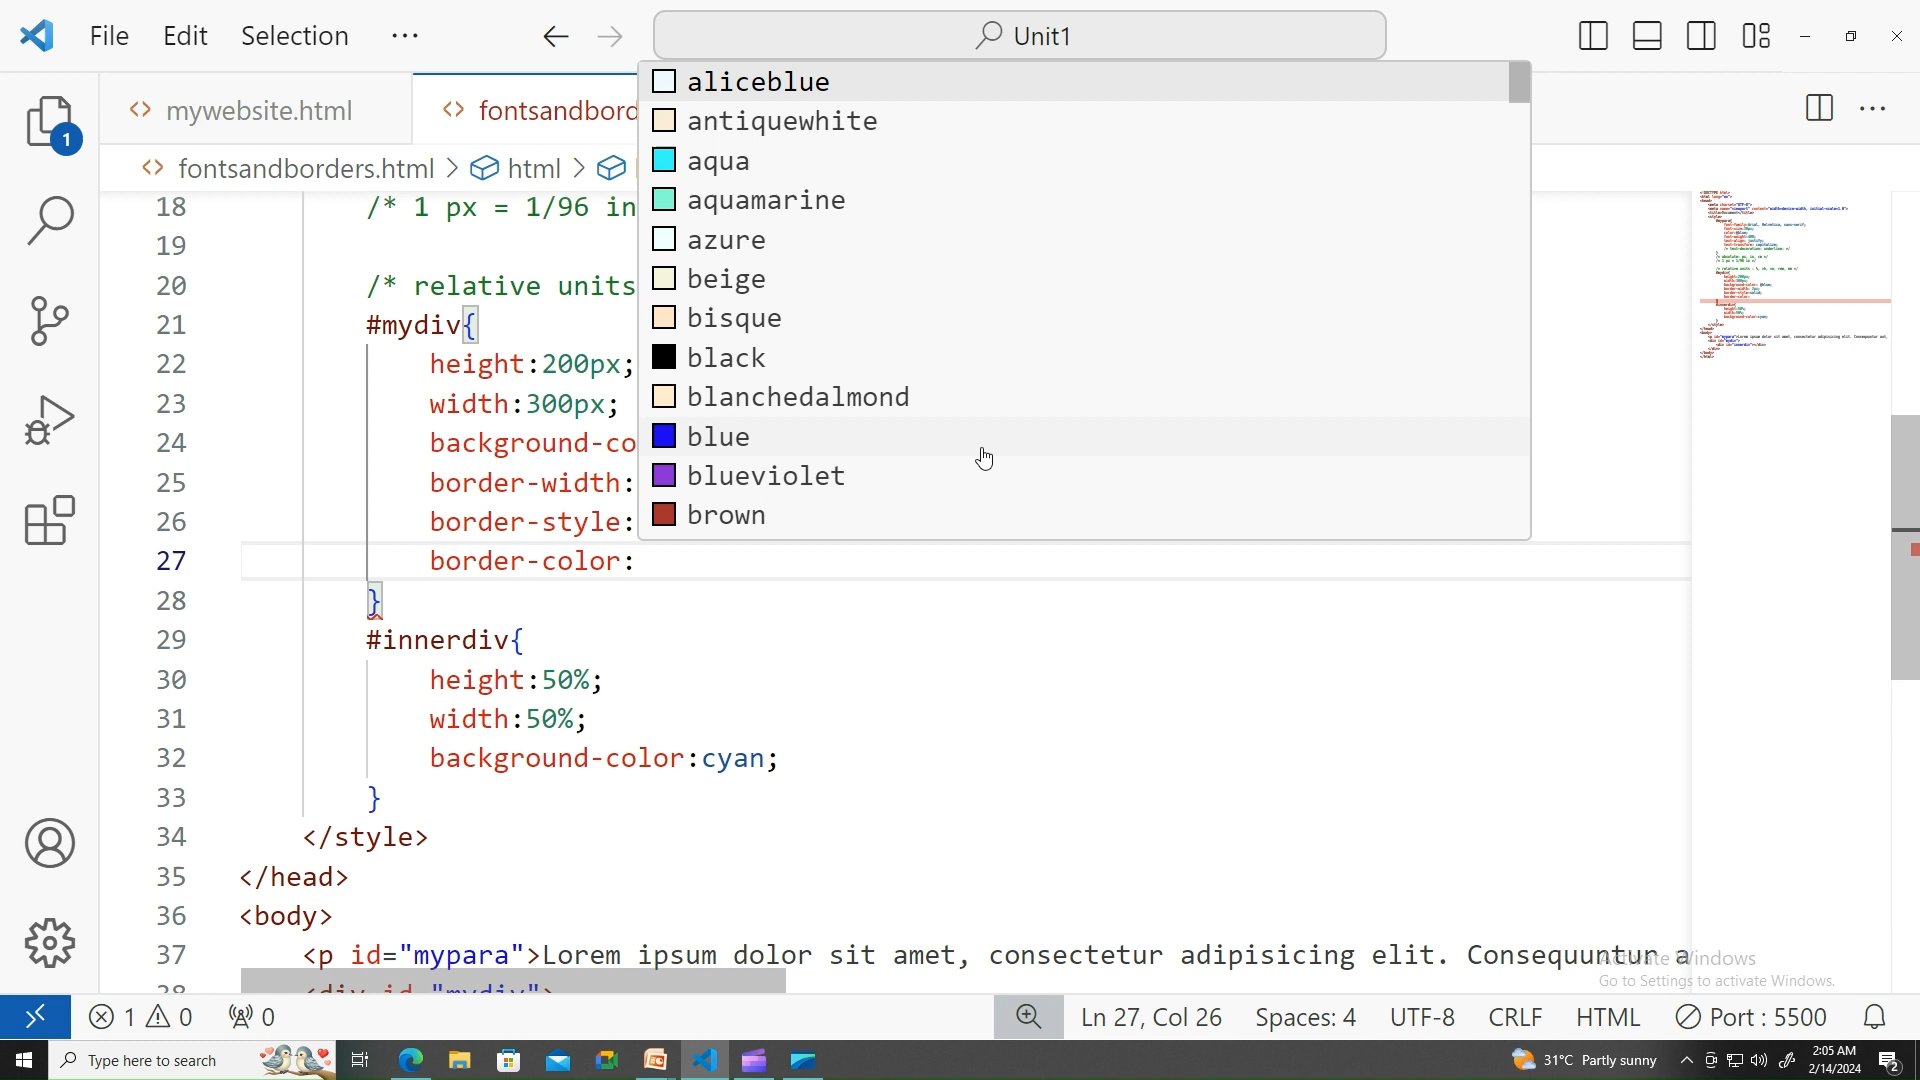 File Edit Selection ··· Unit1
mywebsite.html fontsandbord
fontsandborders.html > html >
aliceblue
antiquewhite
aqua
aquamarine
azure
beige
bisque
black
blanchedalmond
blue
blueviolet
brown
18 /* 1 px = 1/96 in
19
20 /* relative units
21 #mydiv{
22 height:200px;
23 width:300px;
24 background-co
25 border-width:
26 border-style:
27 border-color:
28 }
29 #innerdiv{
30 height:50%;
31 width:50%;
32 background-color:cyan;
33 }
34 </style>
35 </head>
36 <body>
37 <p id="mypara">Lorem ipsum dolor sit amet, consectetur adipisicing elit. Consequuntur a
38 <div id="mydiv">
Activate Windows
Go to Settings to activate Windows.
1 0 0 Ln 27, Col 26 Spaces: 4 UTF-8 CRLF HTML Port : 5500
Type here to search 31°C Partly sunny 2:05 AM
2/14/2024 2